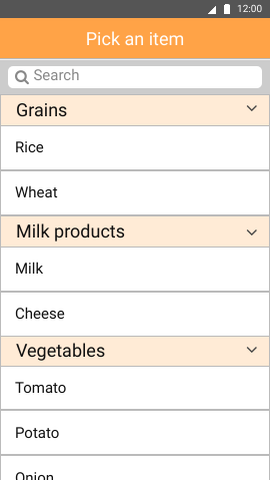 12:00
Pick an item
Search
Grains
Rice
Wheat
Milk products
Milk
Cheese
Vegetables
Tomato
Potato
Onion